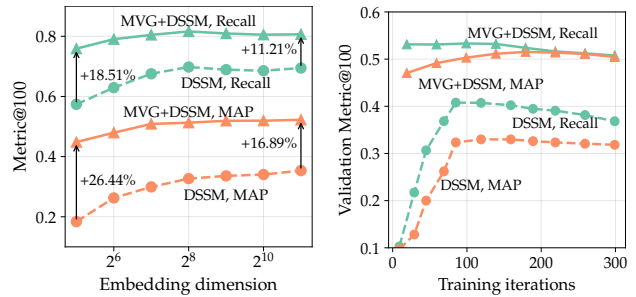 Metric@100
0.8
0.6
0.4
0.2
MVG+DSSM, Recall
+11.21%
+18.51%
DSSM, Recall
MVG+DSSM, MAP
+16.89%
+26.44%
DSSM, MAP
2^6
2^8
2^10
Embedding dimension
Validation Metric@100
0.6
0.5
0.4
0.3
0.2
0.1
MVG+DSSM, Recall
MVG+DSSM, MAP
DSSM, Recall
DSSM, MAP
0
100
200
300
Training iterations